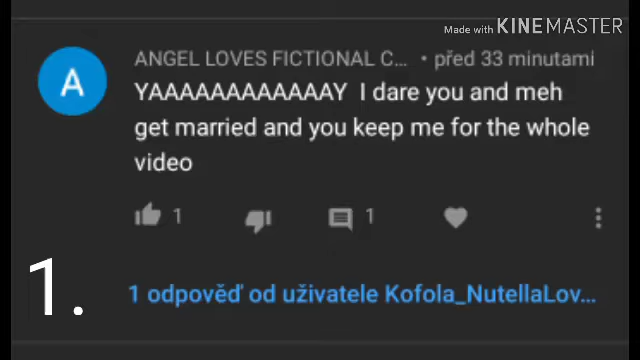 Made with KINEMASTER
ANGEL LOVES FICTIONAL C... • před 33 minutami
A
YAAAAAAAAAAAAY I dare you and meh
get married and you keep me for the whole
video
1 1
1. 1 odpověď od uživatele Kofola_NutellaLov...